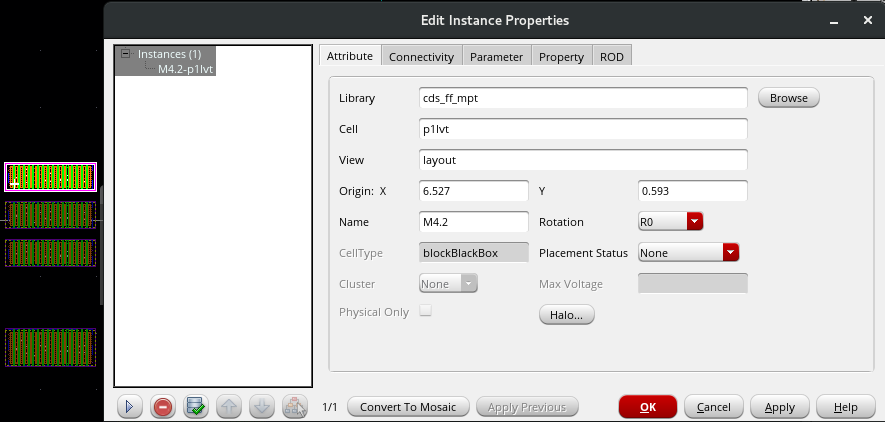 Edit Instance Properties
Instances (1)
M4.2-p1lvt
Attribute Connectivity Parameter Property ROD
Library cds_ff_mpt Browse
Cell p1lvt
View layout
Origin: X 6.527 Y 0.593
Name M4.2 Rotation R0
CellType blockBlackBox Placement Status None
Cluster None Max Voltage
Physical Only Halo...
1/1 Convert To Mosaic Apply Previous OK Cancel Apply Help